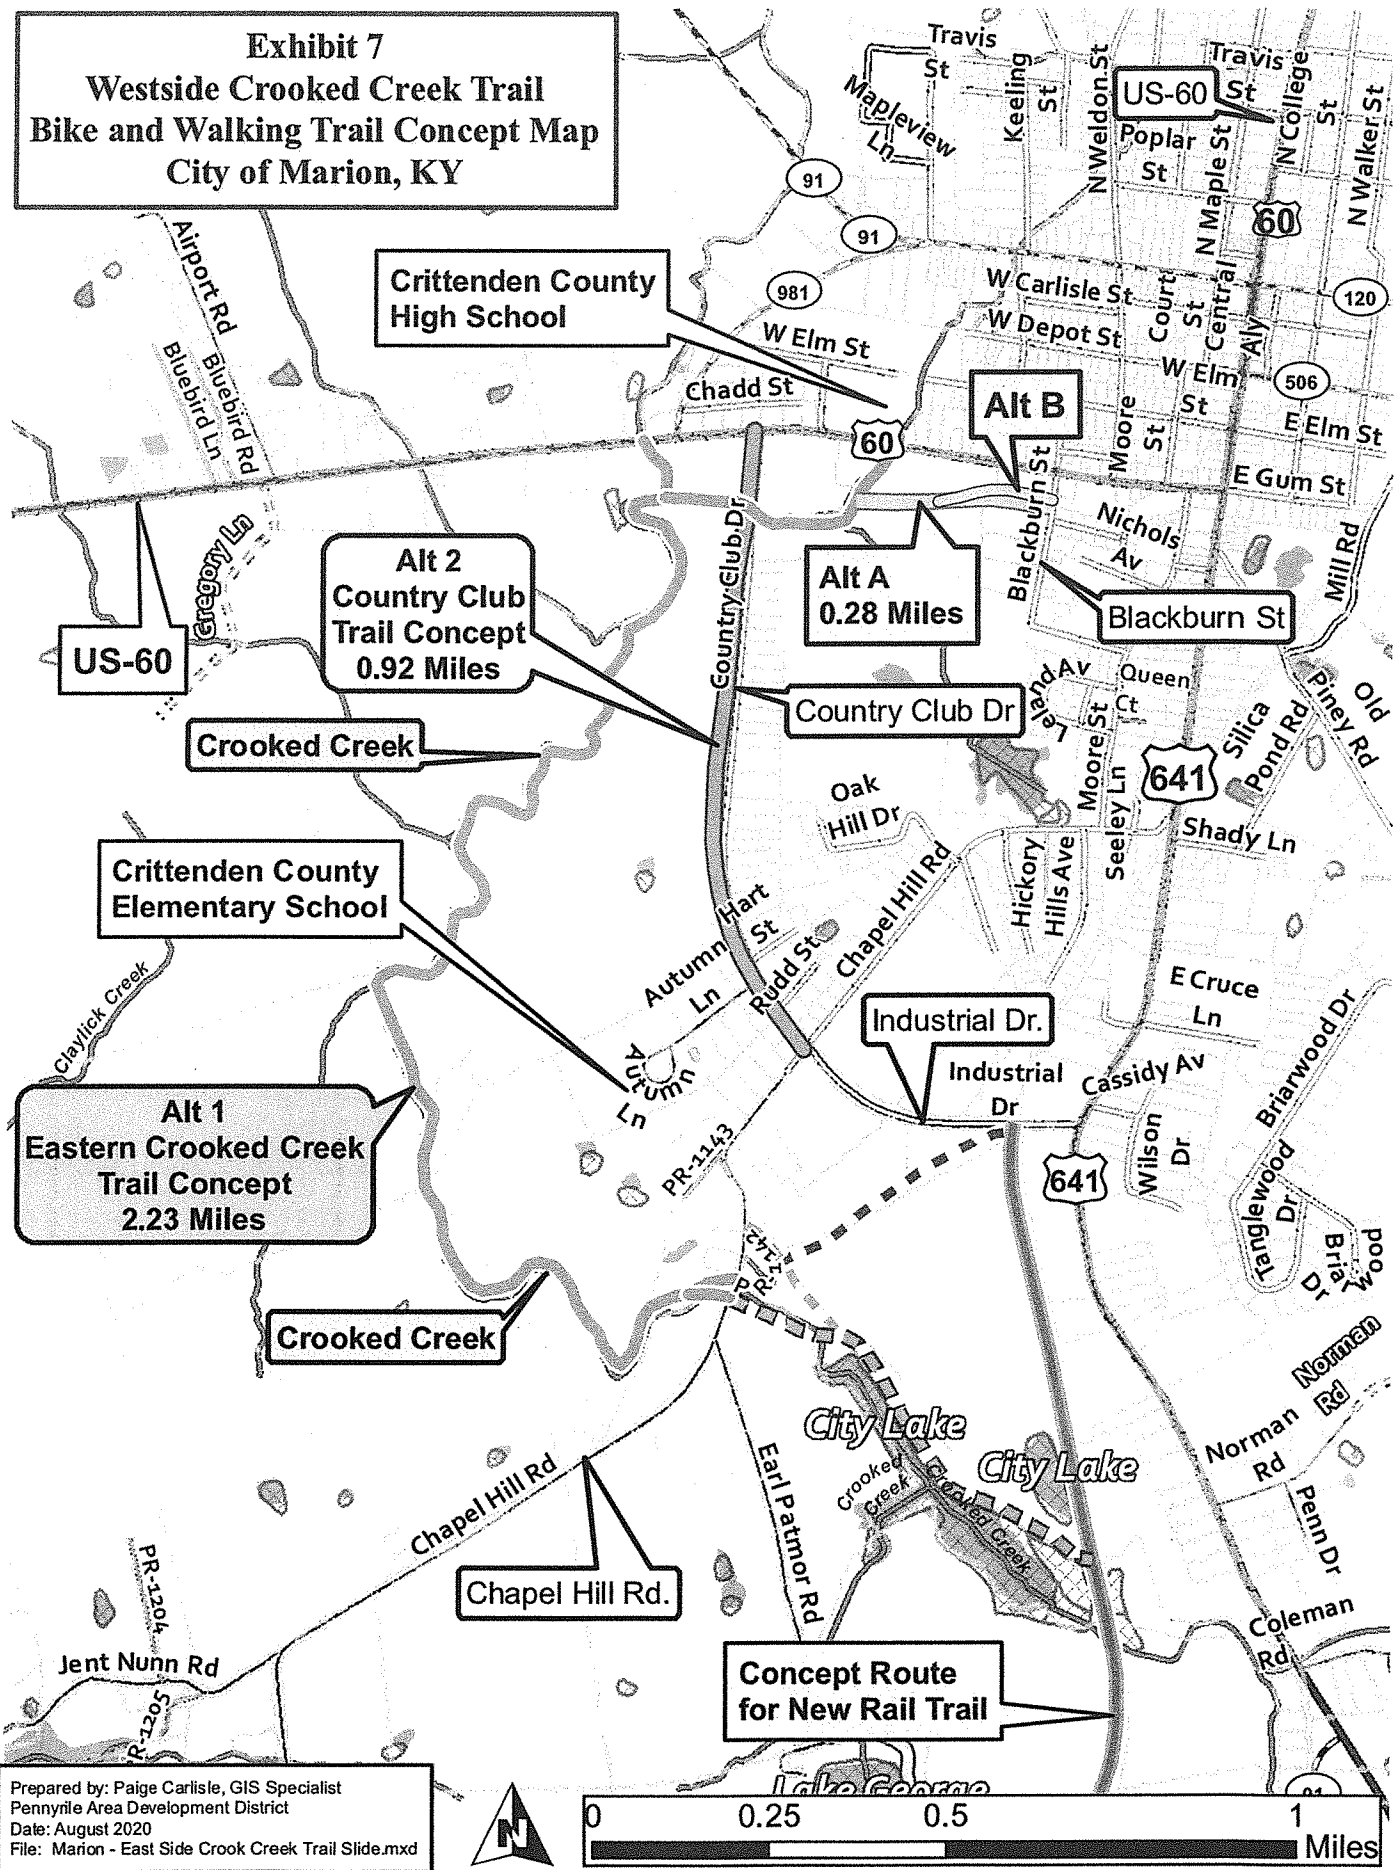 Exhibit 7
Westside Crooked Creek Trail
Bike and Walking Trail Concept Map
City of Marion, KY
Travis
St
Mapleview
Ln
Keeling
St
N Weldon St
Travis
St
US-60
N College
St
N Walker St
Poplar
St
N Maple St
60
91
91
981
120
Airport Rd
Bluebird Rd
Bluebird Ln
Crittenden County
High School
W Carlisle St
W Depot St
Court
St
Central
Aly
W Elm St
W Elm
St
506
Chadd St
Alt B
60
Moore
St
E Elm St
E Gum St
Gregory Ln
US-60
Alt 2
Country Club
Trail Concept
0.92 Miles
Country Club Dr
Alt A
0.28 Miles
Blackburn St
Nichols
Av
Blackburn St
Mill Rd
Crooked Creek
Country Club Dr
Leland Av
Queen
Ct
Moore St
Seeley Ln
641
Silica
Pond Rd
Old
Piney Rd
Oak
Hill Dr
Shady Ln
Crittenden County
Elementary School
Hart
St
Autumn
Ln
Rudd St
Chapel Hill Rd
Hickory
Hills Ave
E Cruce
Ln
Briarwood Dr
Claylick Creek
Autumn
Ln
Industrial Dr.
Industrial
Dr
Cassidy Av
Alt 1
Eastern Crooked Creek
Trail Concept
2.23 Miles
PR-1143
641
Wilson
Dr
Tanglewood
Dr
Bria
Wood
Dr
PR-1142
Crooked Creek
Norman
Rd
Norman
Rd
City Lake
City Lake
Crooked
Creek
Crooked Creek
Earl Patmor Rd
Chapel Hill Rd
Penn Dr
Chapel Hill Rd.
PR-1204
Coleman
Rd
Jent Nunn Rd
PR-1205
Concept Route
for New Rail Trail
Lake George
91
Prepared by: Paige Carlisle, GIS Specialist
Pennyrile Area Development District
Date: August 2020
File: Marion - East Side Crook Creek Trail Slide.mxd
N
0 0.25 0.5 1
Miles